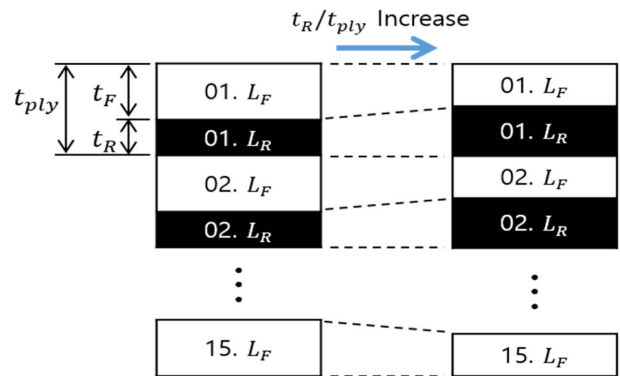 t_R/t_ply Increase
t_ply
t_F
t_R
01. L_F
01. L_R
02. L_F
02. L_R
15. L_F
01. L_F
01. L_R
02. L_F
02. L_R
15. L_F